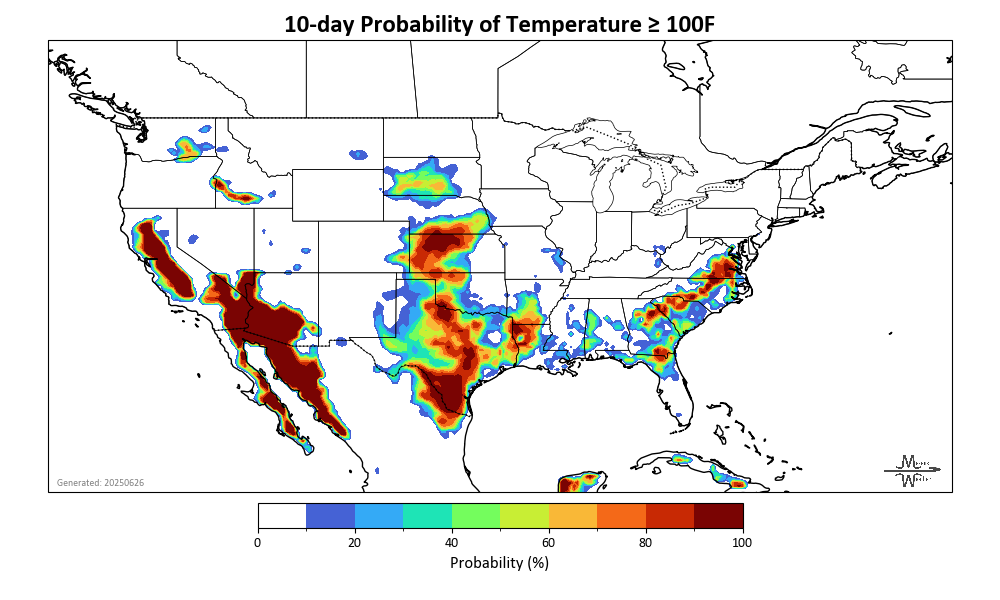 10-day Probability of Temperature ≥ 100F
Generated: 20250626
0 20 40 60 80 100
Probability (%)